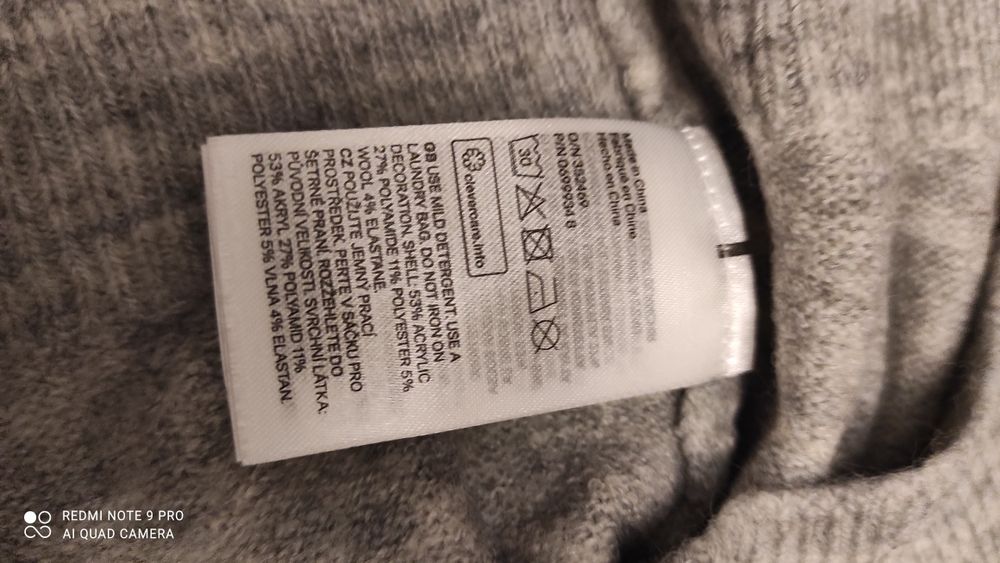 Made in China
Fabriqué en Chine
Hecho en China
O/N 352469
P/N 0699934 8
30
clevercare.info
GB USE MILD DETERGENT. USE A
LAUNDRY BAG. DO NOT IRON ON
DECORATION. SHELL: 53% ACRYLIC
27% POLYAMIDE 11% POLYESTER 5%
WOOL 4% ELASTANE.
CZ POUŽIJTE JEMNÝ PRACÍ
PROSTŘEDEK. PERTE V SÁČKU PRO
ŠETRNÉ PRANÍ. ROZŽEHLETE DO
PŮVODNÍ VELIKOSTI. SVRCHNÍ LÁTKA:
53% AKRYL 27% POLYAMID 11%
POLYESTER 5% VLNA 4% ELASTAN.
REDMI NOTE 9 PRO
AI QUAD CAMERA